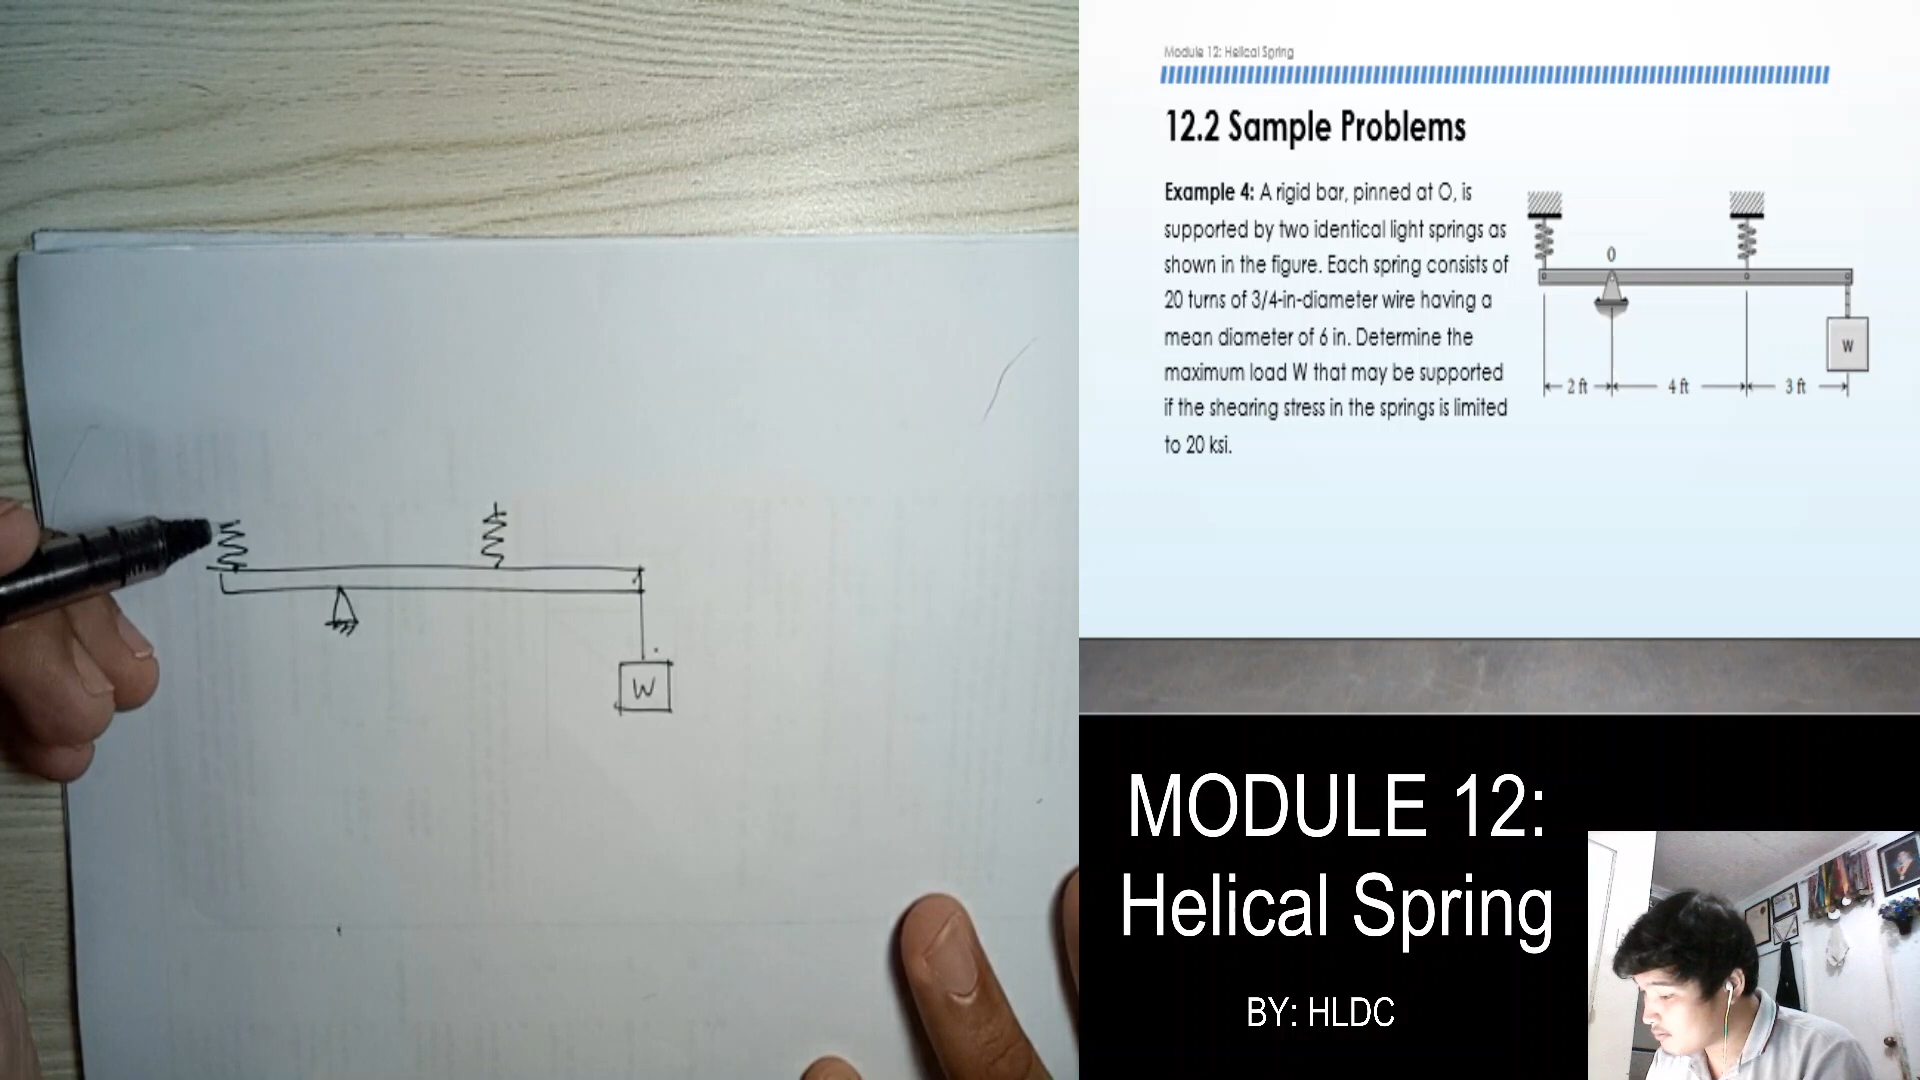 W
Module 12: Helical Spring
12.2 Sample Problems
Example 4: A rigid bar, pinned at O, is
supported by two identical light springs as
shown in the figure. Each spring consists of
20 turns of 3/4-in-diameter wire having a
mean diameter of 6 in. Determine the
maximum load W that may be supported
if the shearing stress in the springs is limited
to 20 ksi.
O
W
2 ft
4 ft
3 ft
MODULE 12:
Helical Spring
BY: HLDC